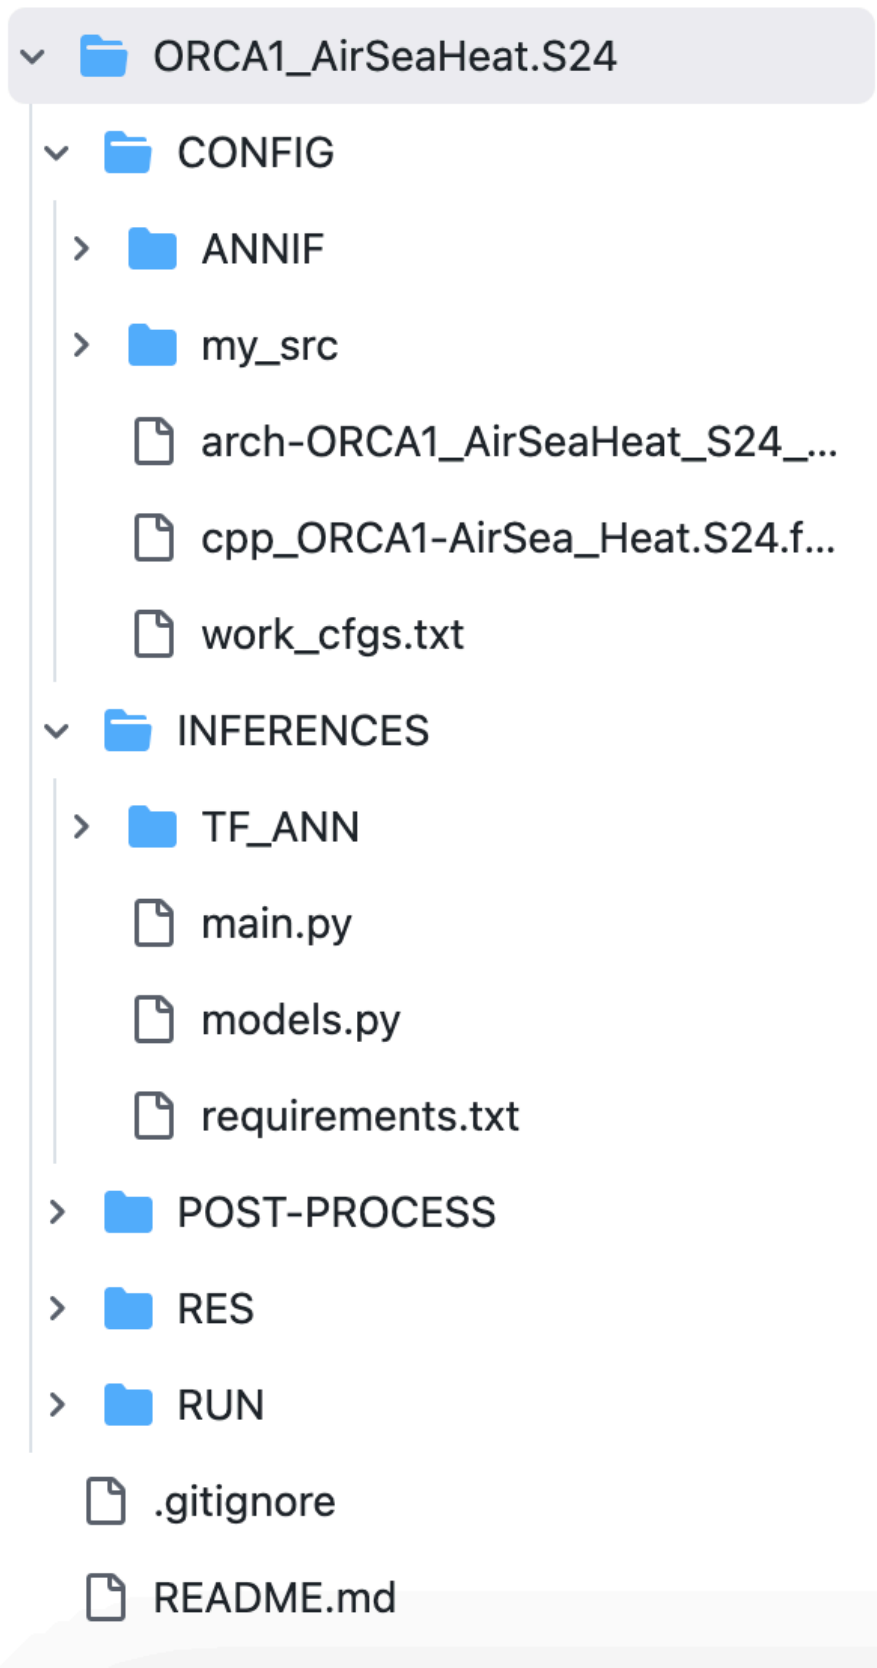 ORCA1_AirSeaHeat.S24
CONFIG
ANNIF
my_src
arch-ORCA1_AirSeaHeat_S24_...
cpp_ORCA1-AirSea_Heat.S24.f...
work_cfgs.txt
INFERENCES
TF_ANN
main.py
models.py
requirements.txt
POST-PROCESS
RES
RUN
.gitignore
README.md